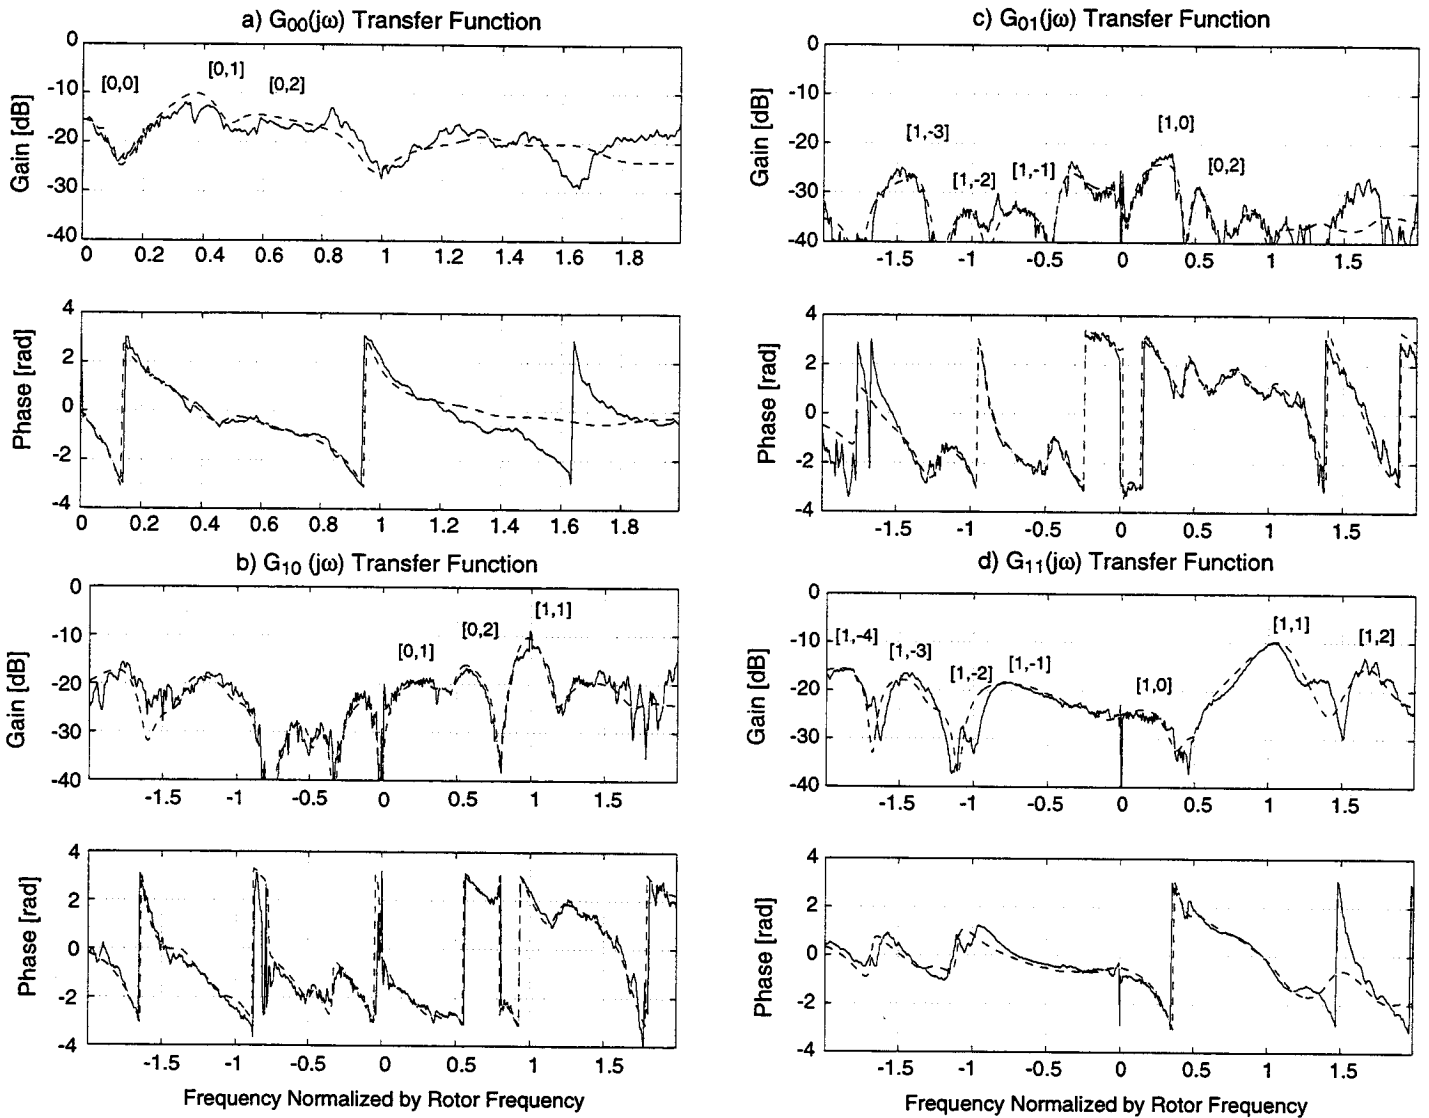 a) G00(jω) Transfer Function
0
-10
-20
-30
-40
Gain [dB]
[0,0]
[0,1]
[0,2]
0 0.2 0.4 0.6 0.8 1 1.2 1.4 1.6 1.8
4
2
0
-2
-4
Phase [rad]
0 0.2 0.4 0.6 0.8 1 1.2 1.4 1.6 1.8
b) G10 (jω) Transfer Function
0
-10
-20
-30
-40
Gain [dB]
[0,1]
[0,2]
[1,1]
-1.5 -1 -0.5 0 0.5 1 1.5
4
2
0
-2
-4
Phase [rad]
-1.5 -1 -0.5 0 0.5 1 1.5
Frequency Normalized by Rotor Frequency
c) G01(jω) Transfer Function
0
-10
-20
-30
-40
Gain [dB]
[1,-3]
[1,-2]
[1,-1]
[1,0]
[0,2]
-1.5 -1 -0.5 0 0.5 1 1.5
4
2
0
-2
-4
Phase [rad]
-1.5 -1 -0.5 0 0.5 1 1.5
d) G11(jω) Transfer Function
0
-10
-20
-30
-40
Gain [dB]
[1,-4]
[1,-3]
[1,-2]
[1,-1]
[1,0]
[1,1]
[1,2]
-1.5 -1 -0.5 0 0.5 1 1.5
4
2
0
-2
-4
Phase [rad]
-1.5 -1 -0.5 0 0.5 1 1.5
Frequency Normalized by Rotor Frequency